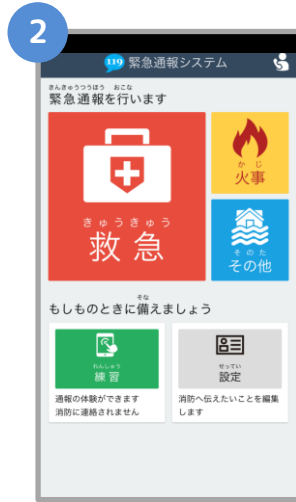 2
119 緊急通報システム
きんきゅうつうほう おこな
緊急通報を行います
きゅうきゅう
救急
かじ
火事
そのた
その他
そな
もしものときに備えましょう
れんしゅう
練習
通報の体験ができます
消防に連絡されません
せってい
設定
消防へ伝えたいことを編集
します